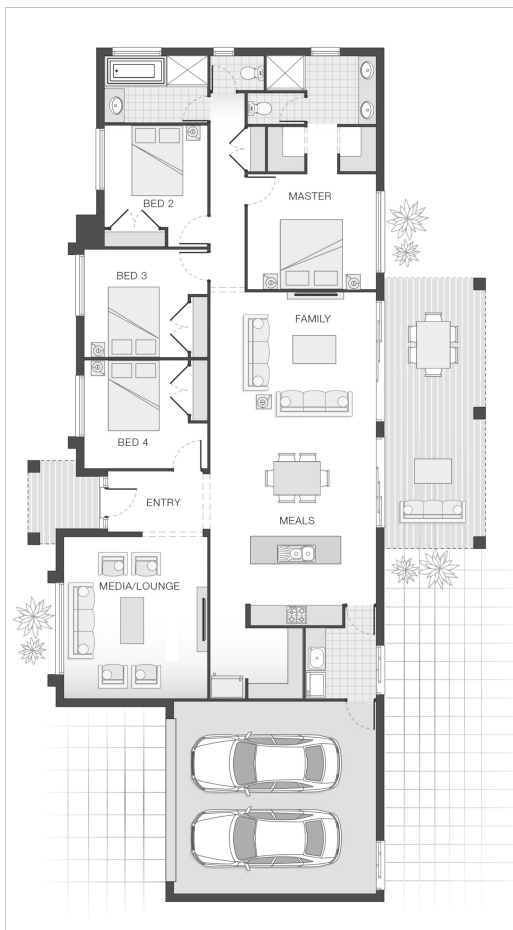 BED 2
MASTER
BED 3
FAMILY
BED 4
ENTRY
MEALS
MEDIA/LOUNGE